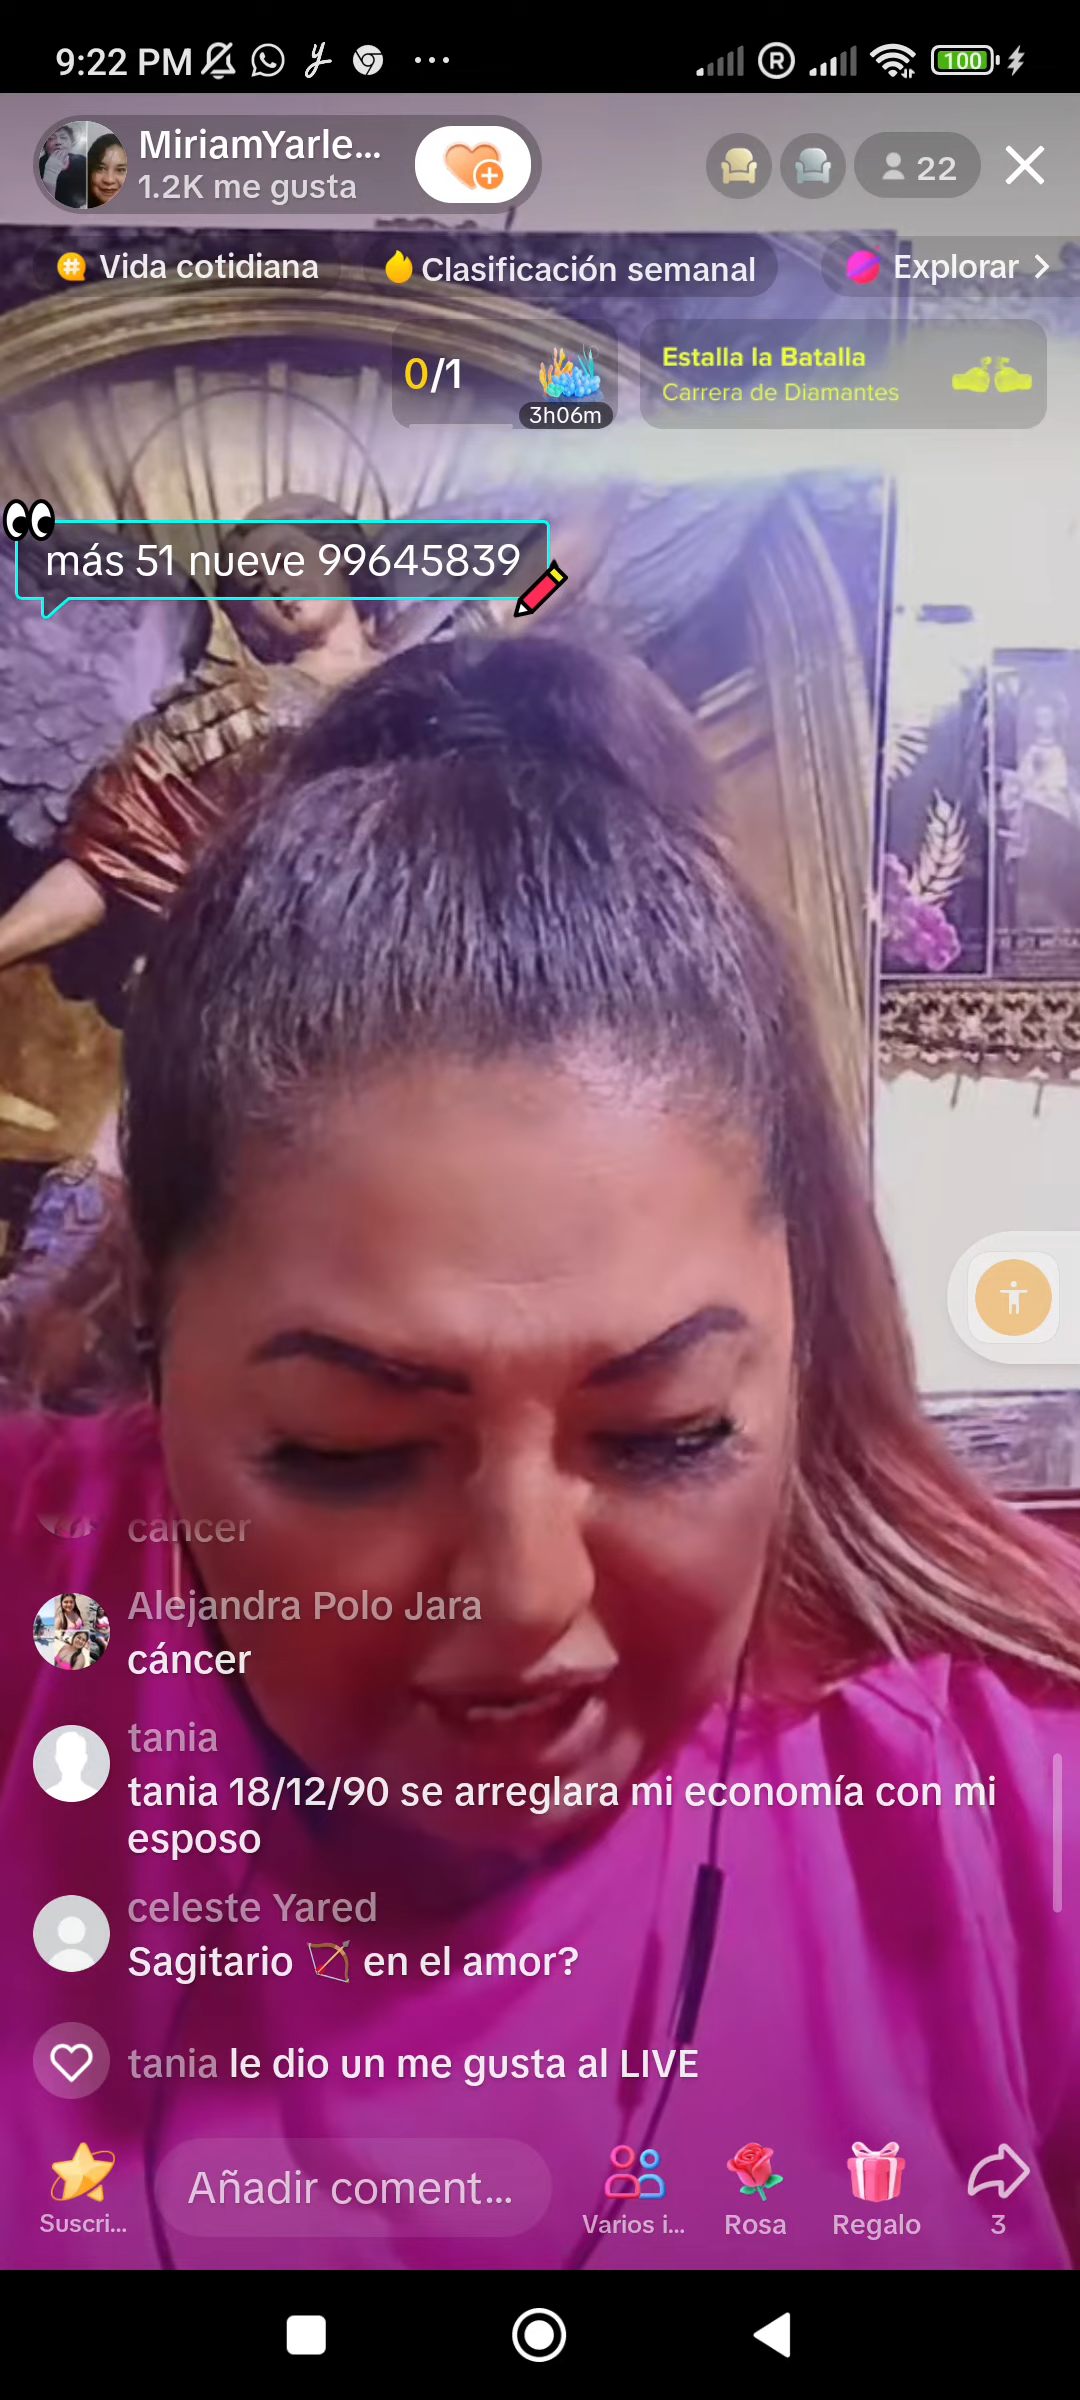 9:22 PM
100
MiriamYarle...
1.2K me gusta
22
Vida cotidiana
Clasificación semanal
Explorar
0/1
3h06m
Estalla la Batalla
Carrera de Diamantes
más 51 nueve 99645839
cáncer
Alejandra Polo Jara
cáncer
tania
tania 18/12/90 se arreglara mi economía con mi
esposo
celeste Yared
Sagitario 🏹 en el amor?
tania le dio un me gusta al LIVE
Suscri...
Añadir coment...
Varios i...
Rosa
Regalo
3